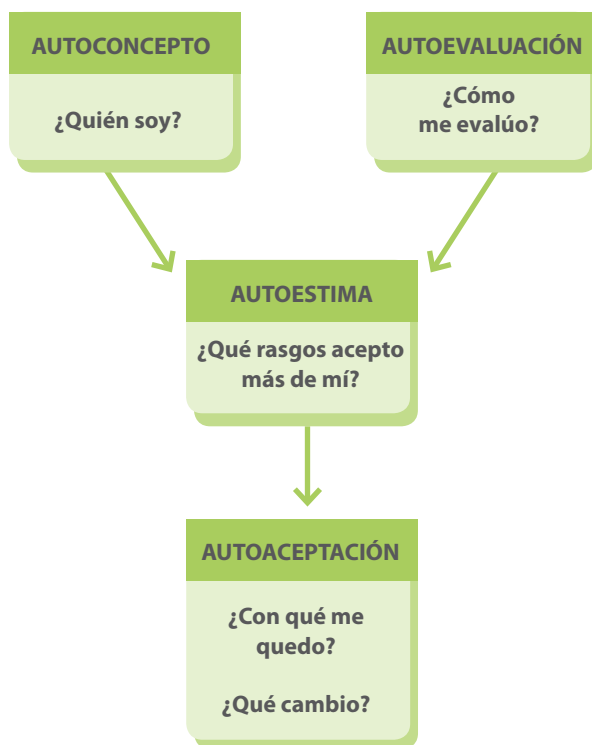 AUTOCONCEPTO
¿Quién soy?
AUTOEVALUACIÓN
¿Cómo
me evalúo?
AUTOESTIMA
¿Qué rasgos acepto
más de mí?
AUTOACEPTACIÓN
¿Con qué me
quedo?
¿Qué cambio?